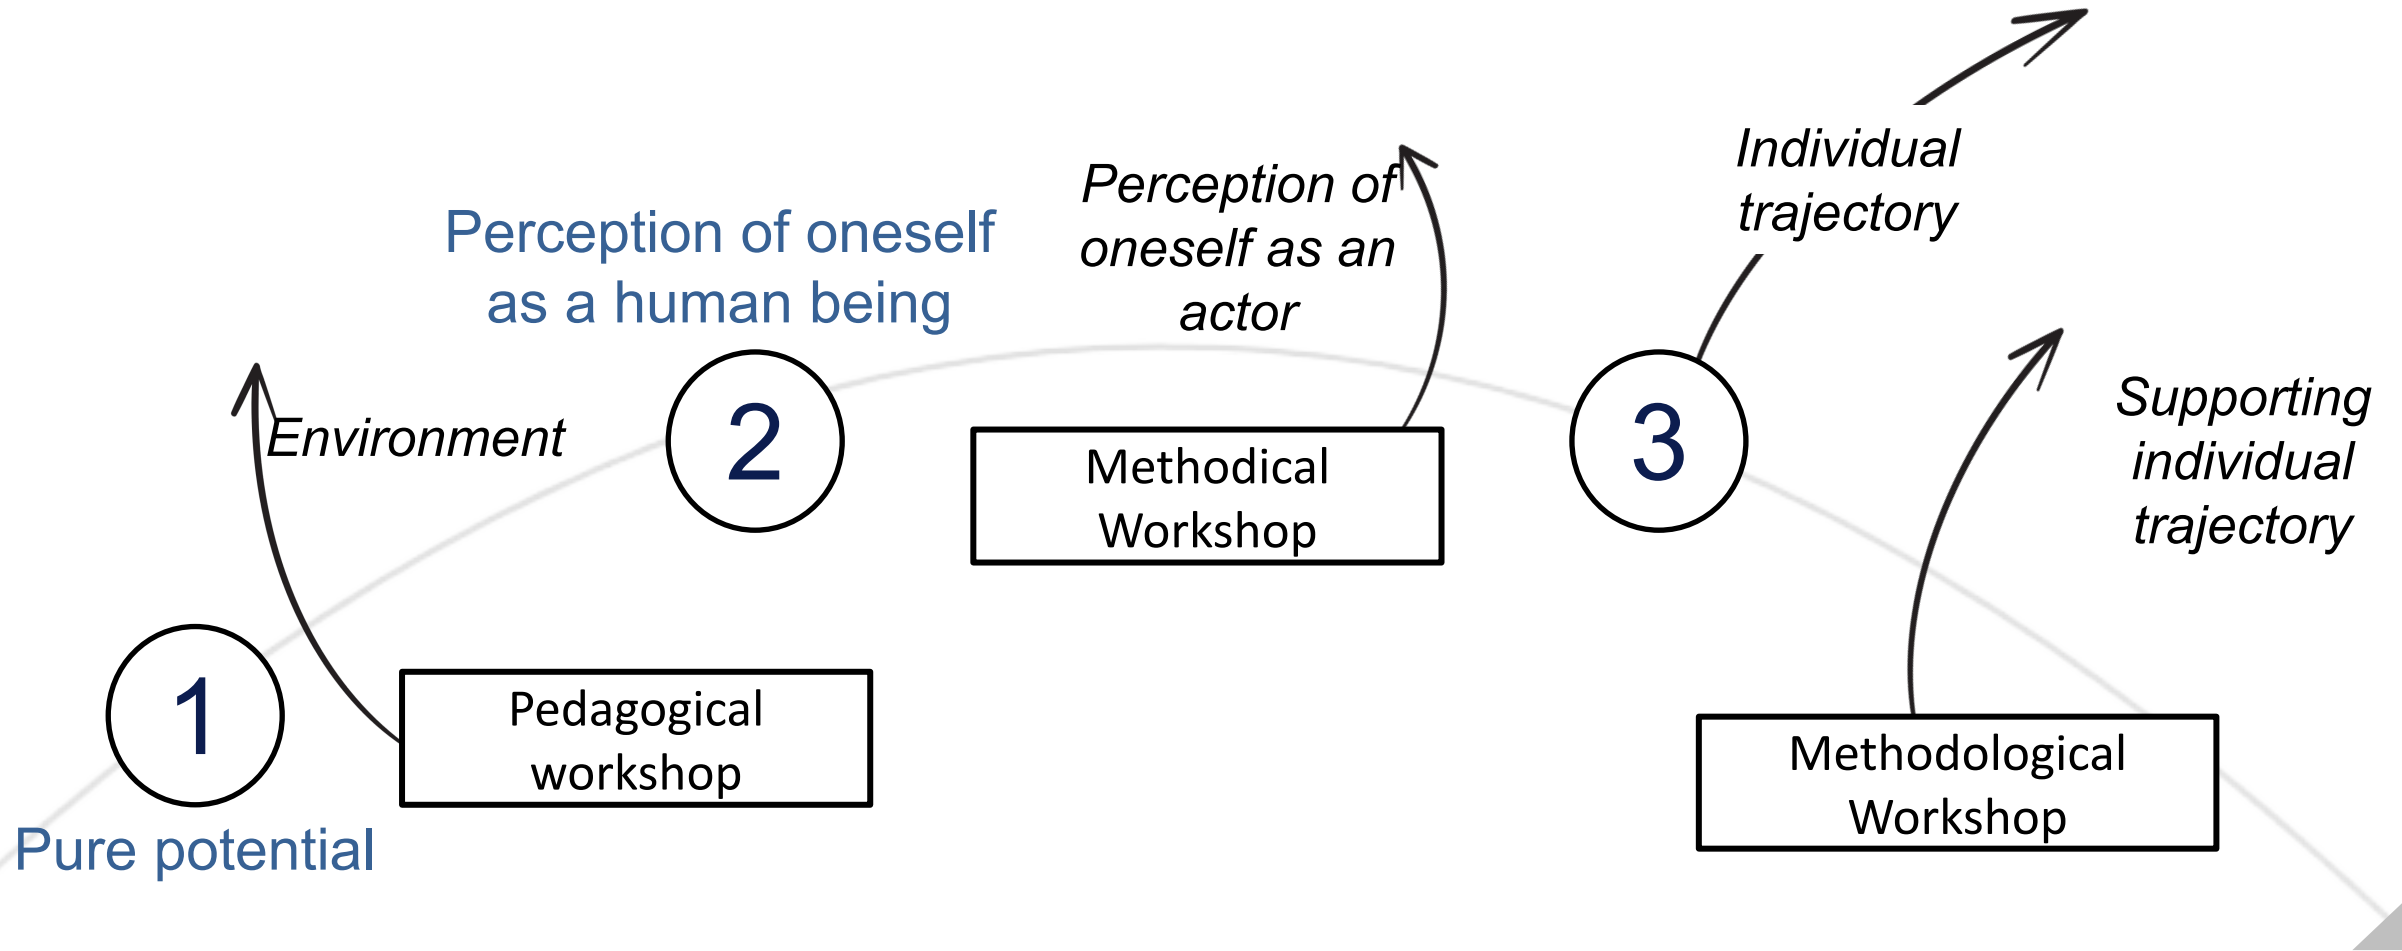 1
Pure potential
Environment
Pedagogical
workshop
Perception of oneself
as a human being
2
Perception of
oneself as an
actor
Methodical
Workshop
Individual
trajectory
3
Supporting
individual
trajectory
Methodological
Workshop